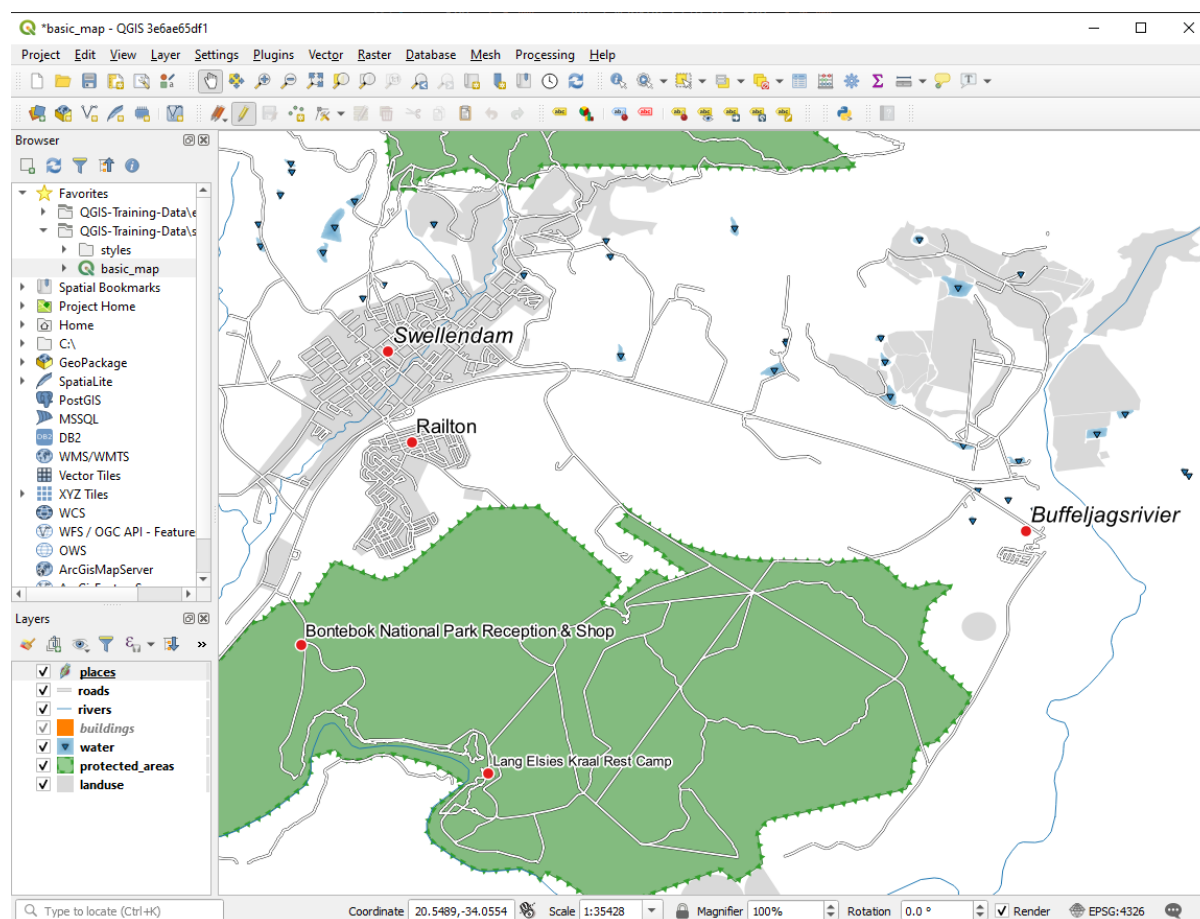 *basic_map - QGIS 3e6ae65df1
Project Edit View Layer Settings Plugins Vector Raster Database Mesh Processing Help
Browser
Favorites
QGIS-Training-Data\e
QGIS-Training-Data\s
styles
basic_map
Spatial Bookmarks
Project Home
Home
C:\
GeoPackage
SpatiaLite
PostGIS
MSSQL
DB2
WMS/WMTS
Vector Tiles
XYZ Tiles
WCS
WFS / OGC API - Feature
OWS
ArcGisMapServer
Layers
places
roads
rivers
buildings
water
protected_areas
landuse
Swellendam
Railton
Buffeljagsrivier
Bontebok National Park Reception & Shop
Lang Elsies Kraal Rest Camp
Type to locate (Ctrl+K)
Coordinate 20.5489,-34.0554 Scale 1:35428 Magnifier 100% Rotation 0.0 ° Render EPSG:4326